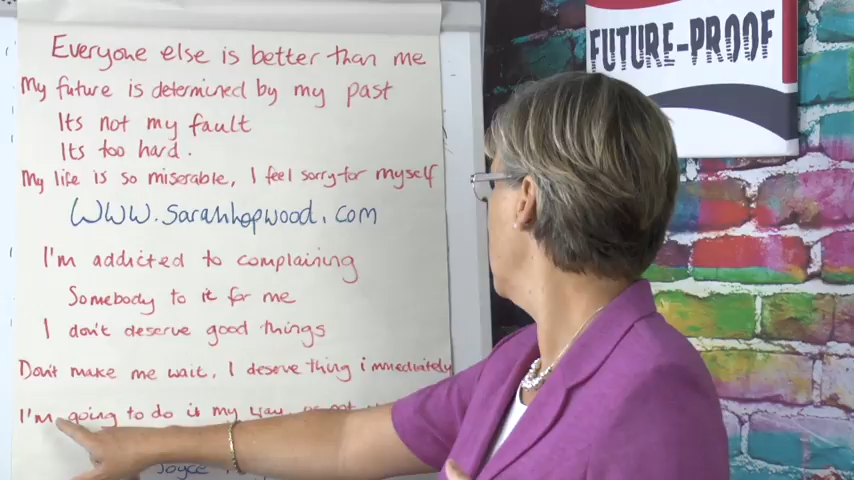 Everyone else is better than me
My future is determined by my past
Its not my fault
Its too hard.
My life is so miserable, I feel sorry for myself
WWW.sarahhopwood.com
I'm addicted to complaining
Somebody to it for me
I don't deserve good things
Don't make me wait, I deserve thing immediately
I'm going to do it my way or not
Joyce
FUTURE-PROOF